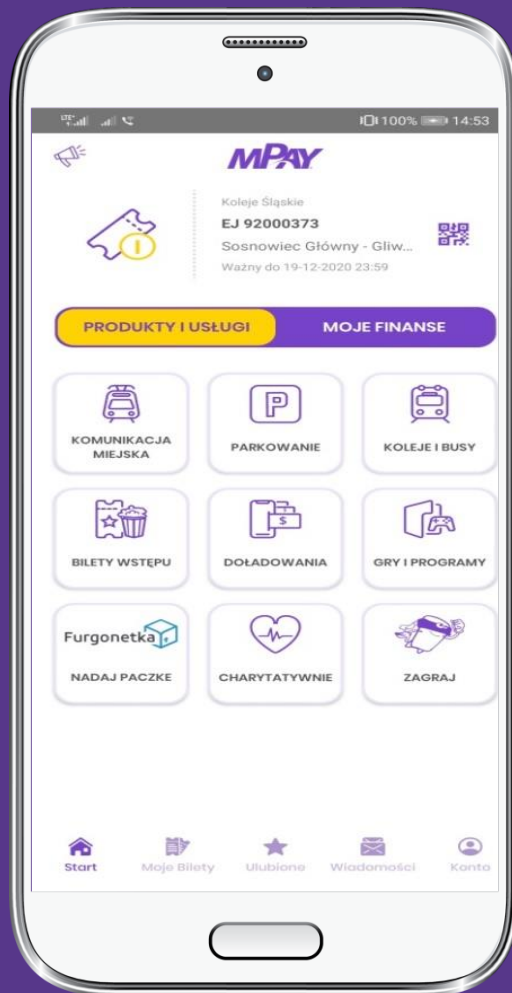 LTE+
100% 14:53
mPAY
Koleje Śląskie
EJ 92000373
Sosnowiec Główny - Gliw...
Ważny do 19-12-2020 23:59
PRODUKTY I USŁUGI MOJE FINANSE
KOMUNIKACJA
MIEJSKA
P
PARKOWANIE
KOLEJE I BUSY
BILETY WSTĘPU
$
DOŁADOWANIA
GRY I PROGRAMY
Furgonetka
NADAJ PACZKE
CHARYTATYWNIE
ZAGRAJ
Start Moje Bilety Ulubione Wiadomości Konto